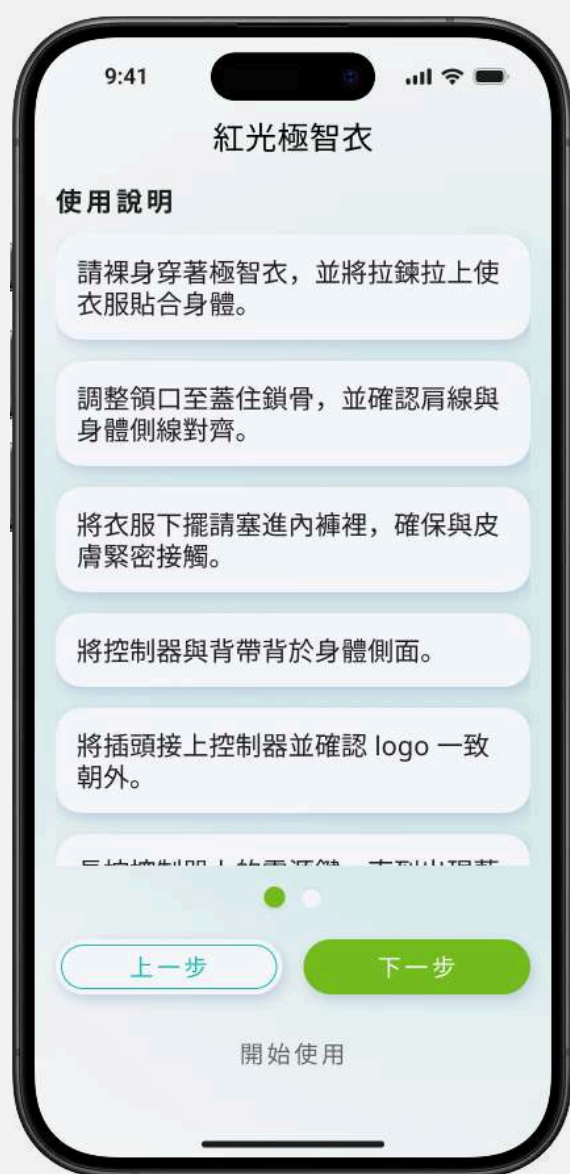 9:41
紅光極智衣
使用說明
請裸身穿著極智衣，並將拉鍊拉上使
衣服貼合身體。
調整領口至蓋住鎖骨，並確認肩線與
身體側線對齊。
將衣服下擺請塞進內褲裡，確保與皮
膚緊密接觸。
將控制器與背帶背於身體側面。
將插頭接上控制器並確認 logo 一致
朝外。
上一步
下一步
開始使用